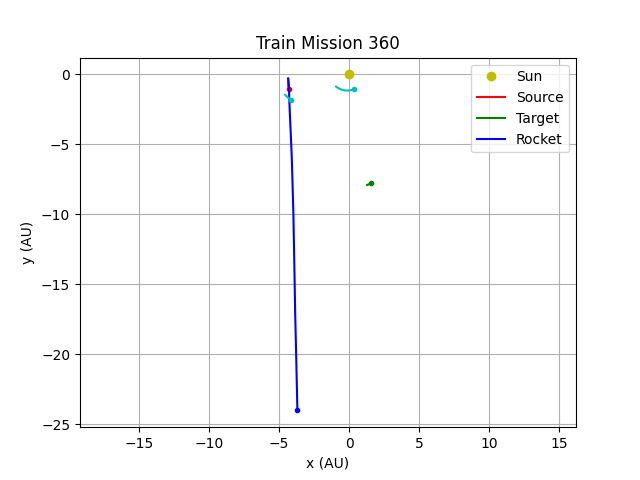 Train Mission 360
Sun
Source
Target
Rocket
0
−5
−10
−15
−20
−25
y (AU)
−15
−10
−5
0
5
10
15
x (AU)